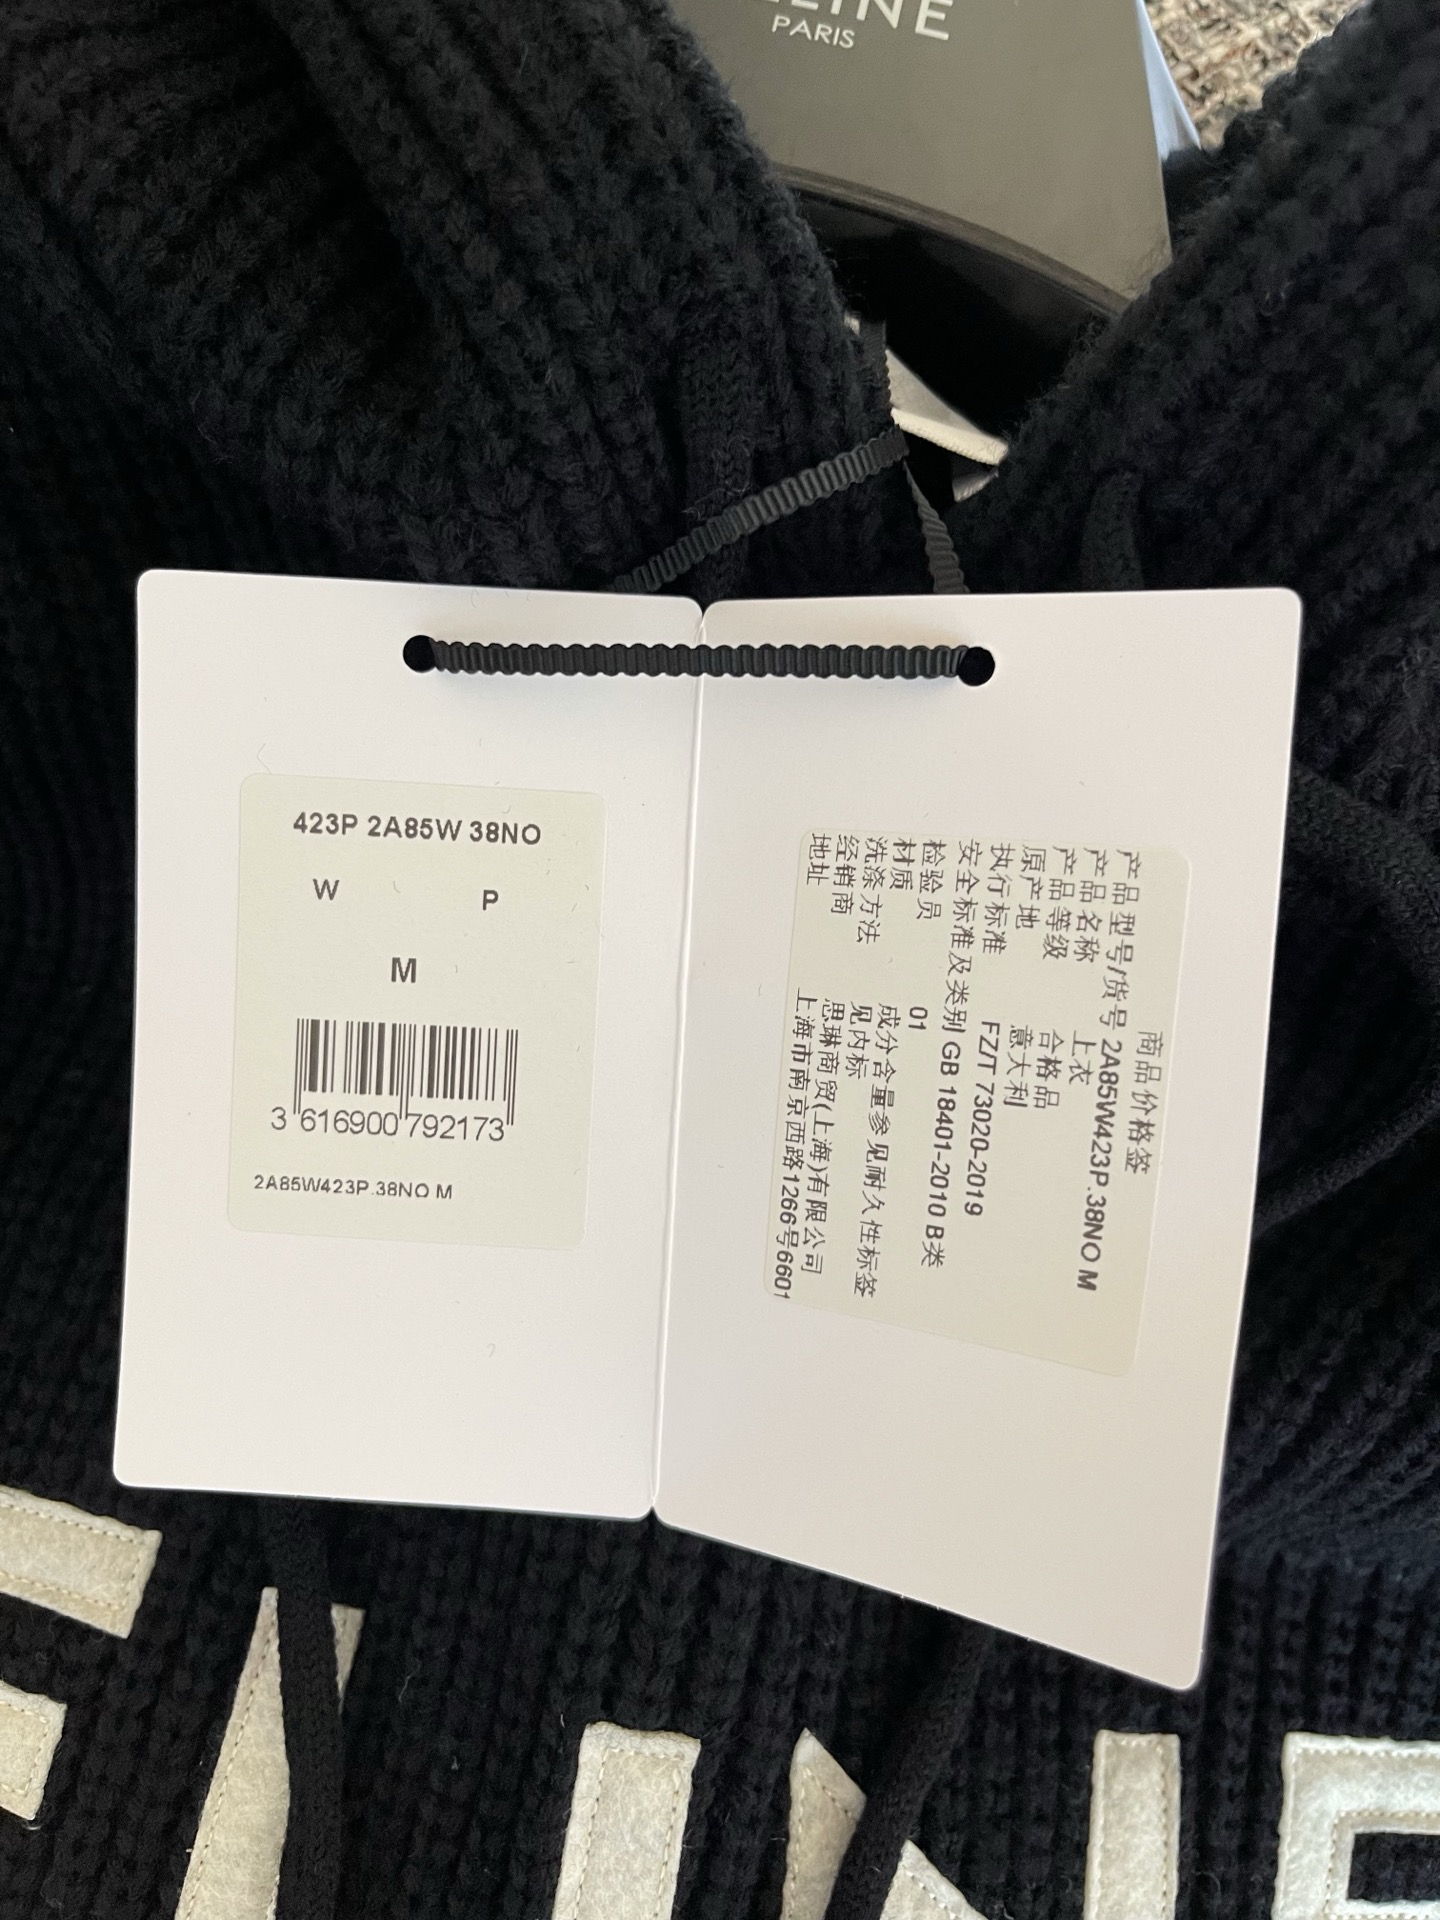 CELINE
PARIS
423P 2A85W 38NO
W P
M
3 616900 792173
2A85W423P.38NO M
商品价格签
产品型号/货号 2A85W423P.38NO M
产品名称 上衣
产品等级 合格品
原产地 意大利
执行标准 FZ/T 73020-2019
安全标准及类别 GB 18401-2010 B类
检验员 01
材质 成分含量参见耐久性标签
洗涤方法 见内标
经销商 思琳商贸(上海)有限公司
地址 上海市南京西路1266号6601